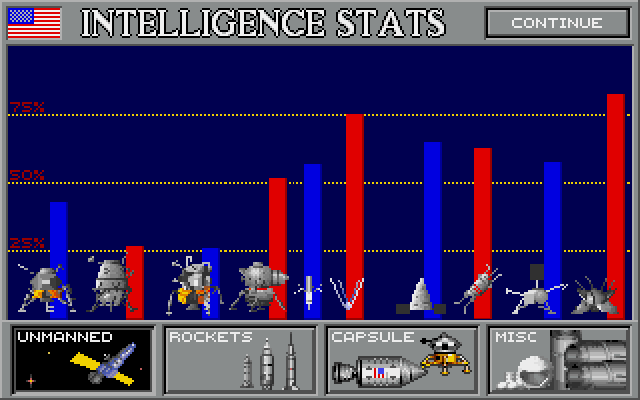 INTELLIGENCE STATS
CONTINUE
75%
50%
25%
UNMANNED
ROCKETS
CAPSULE
MISC